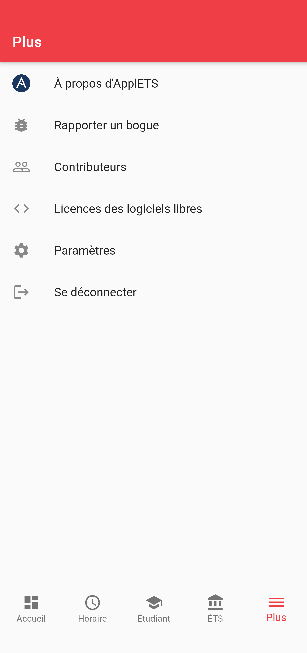 Plus
À propos d'ApplETS
Rapporter un bogue
Contributeurs
Licences des logiciels libres
Paramètres
Se déconnecter
Accueil
Horaire
Étudiant
ÉTS
Plus